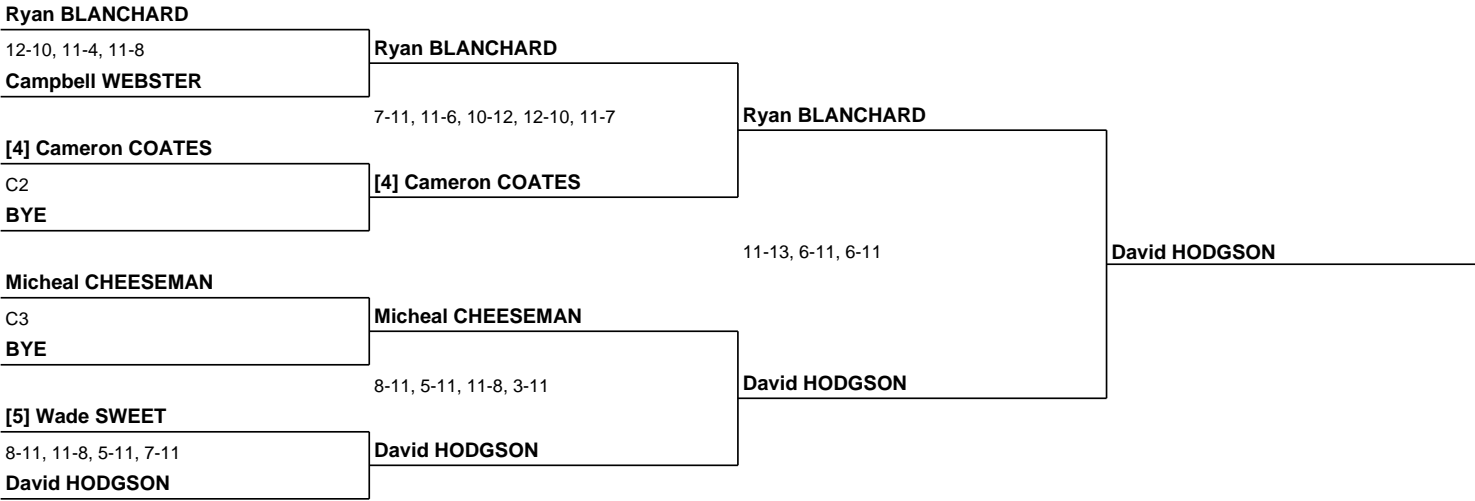 Ryan BLANCHARD
12-10, 11-4, 11-8
Campbell WEBSTER
[4] Cameron COATES
C2
BYE
Micheal CHEESEMAN
C3
BYE
[5] Wade SWEET
8-11, 11-8, 5-11, 7-11
David HODGSON
Ryan BLANCHARD
7-11, 11-6, 10-12, 12-10, 11-7
[4] Cameron COATES
Micheal CHEESEMAN
8-11, 5-11, 11-8, 3-11
David HODGSON
Ryan BLANCHARD
11-13, 6-11, 6-11
David HODGSON
David HODGSON